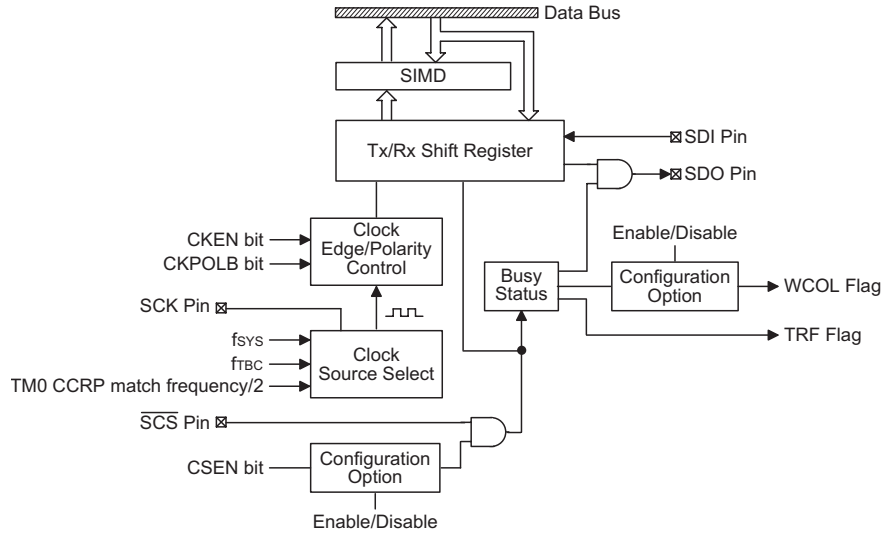 Data Bus
SIMD
Tx/Rx Shift Register
SDI Pin
SDO Pin
CKEN bit
CKPOLB bit
Clock
Edge/Polarity
Control
Enable/Disable
Busy
Status
Configuration
Option
WCOL Flag
TRF Flag
SCK Pin
fSYS
fTBC
TM0 CCRP match frequency/2
Clock
Source Select
SCS Pin
CSEN bit
Configuration
Option
Enable/Disable